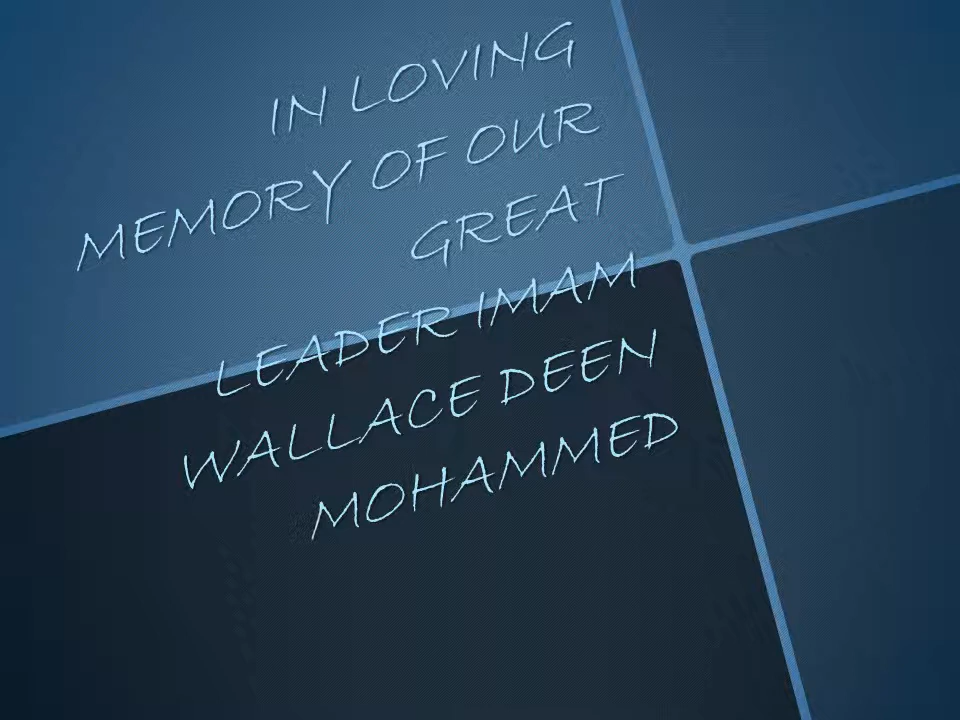 IN LOVING
MEMORY OF OUR
GREAT
LEADER IMAM
WALLACE DEEN
MOHAMMED